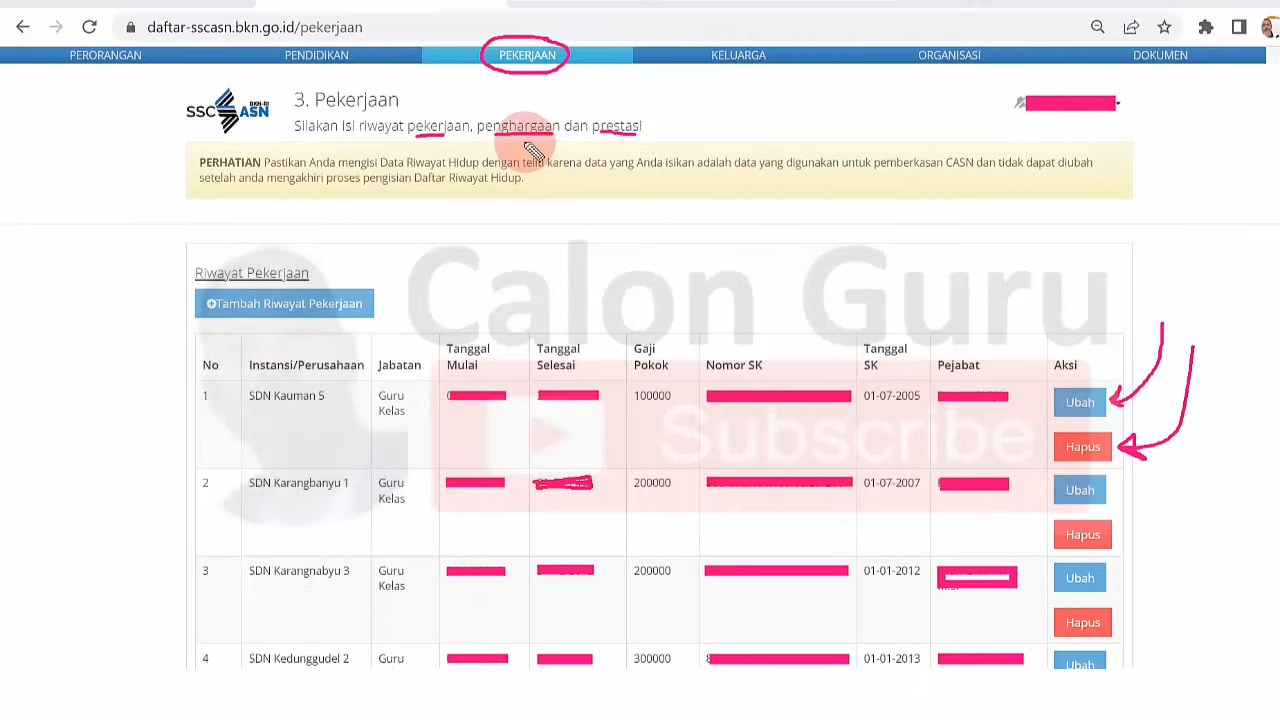 daftar-sscasn.bkn.go.id/pekerjaan
PERORANGAN PENDIDIKAN PEKERJAAN KELUARGA ORGANISASI DOKUMEN
SSC ASN BKN-RI
3. Pekerjaan
Silakan isi riwayat pekerjaan, penghargaan dan prestasi
PERHATIAN Pastikan Anda mengisi Data Riwayat Hidup dengan teliti karena data yang Anda isikan adalah data yang digunakan untuk pemberkasan CASN dan tidak dapat diubah
setelah anda mengakhiri proses pengisian Daftar Riwayat Hidup.
Calon Guru
Subscribe
Riwayat Pekerjaan
Tambah Riwayat Pekerjaan
No Instansi/Perusahaan Jabatan Tanggal Mulai Tanggal Selesai Gaji Pokok Nomor SK Tanggal SK Pejabat Aksi
1 SDN Kauman 5 Guru Kelas 100000 01-07-2005 Ubah
Hapus
2 SDN Karangbanyu 1 Guru Kelas 200000 01-07-2007 Ubah
Hapus
3 SDN Karangnabyu 3 Guru Kelas 200000 01-01-2012 Ubah
Hapus
4 SDN Kedunggudel 2 Guru 300000 01-01-2013 Ubah